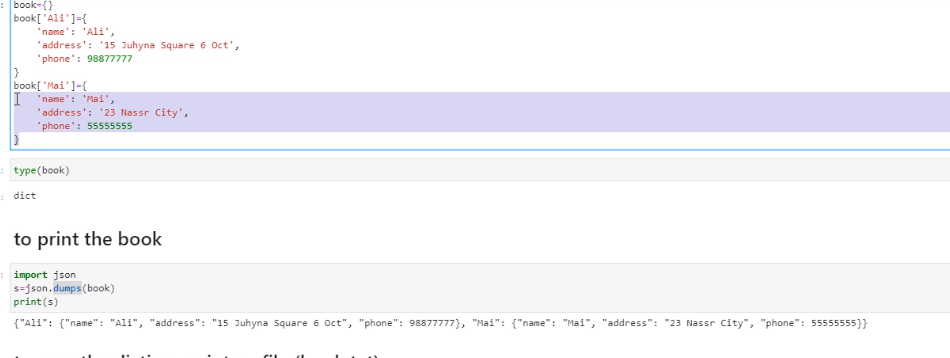 book={}
book['Ali']={
'name': 'Ali',
'address': '15 Juhyna Square 6 Oct',
'phone': 98877777
}
book['Mai']={
'name': 'Mai',
'address': '23 Nassr City',
'phone': 55555555
}
type(book)
dict
to print the book
import json
s=json.dumps(book)
print(s)
{"Ali": {"name": "Ali", "address": "15 Juhyna Square 6 Oct", "phone": 98877777}, "Mai": {"name": "Mai", "address": "23 Nassr City", "phone": 55555555}}